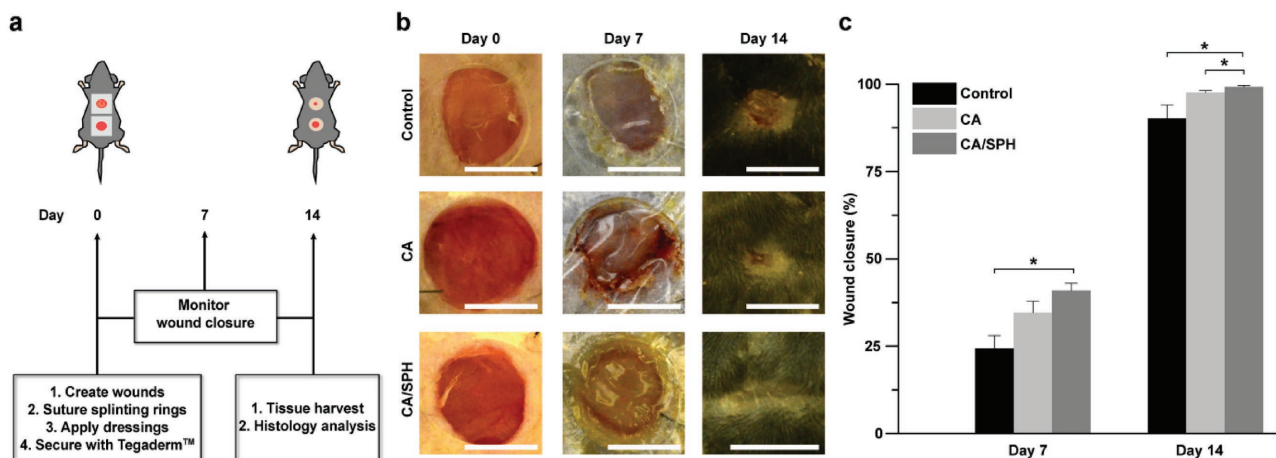 a
Day
0
7
14
Monitor
wound closure
1. Create wounds
2. Suture splinting rings
3. Apply dressings
4. Secure with Tegaderm™
1. Tissue harvest
2. Histology analysis
b
Day 0
Day 7
Day 14
Control
CA
CA/SPH
c
Wound closure (%)
100
75
50
25
0
Control
CA
CA/SPH
*
*
*
Day 7
Day 14